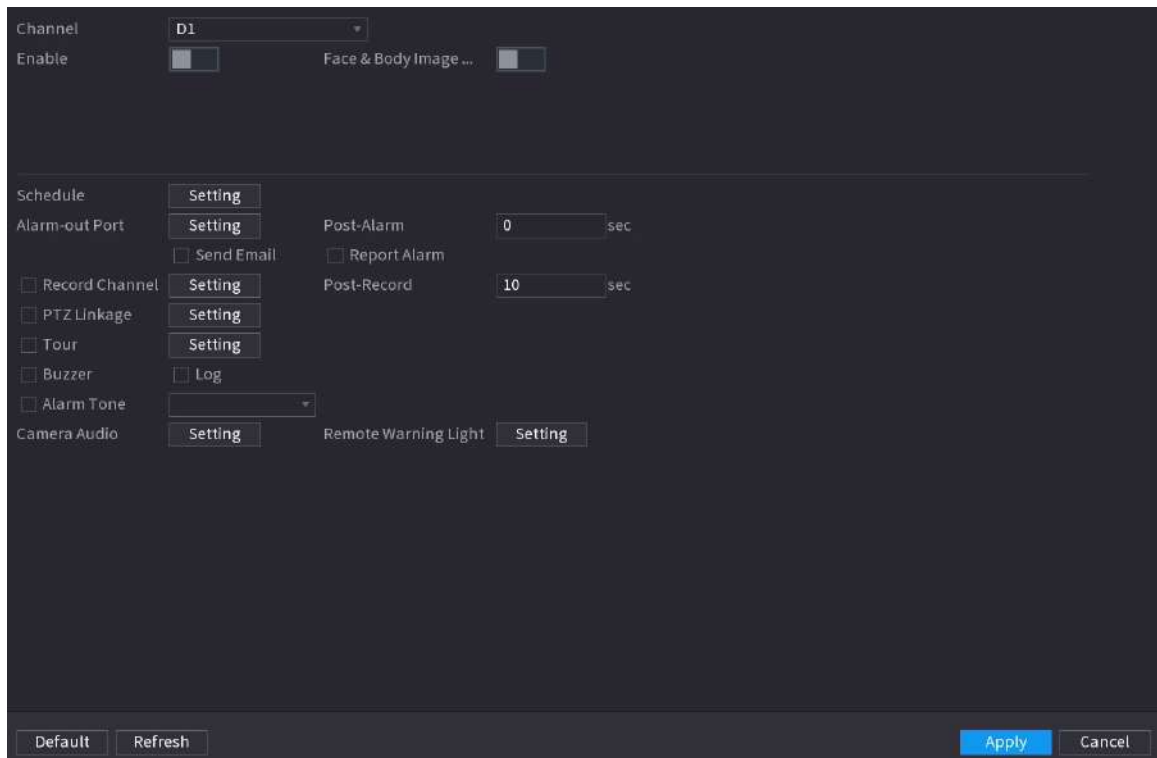 Channel D1
Enable Face & Body Image ...
Schedule Setting
Alarm-out Port Setting Post-Alarm 0 sec
Send Email Report Alarm
Record Channel Setting Post-Record 10 sec
PTZ Linkage Setting
Tour Setting
Buzzer Log
Alarm Tone
Camera Audio Setting Remote Warning Light Setting
Default Refresh Apply Cancel